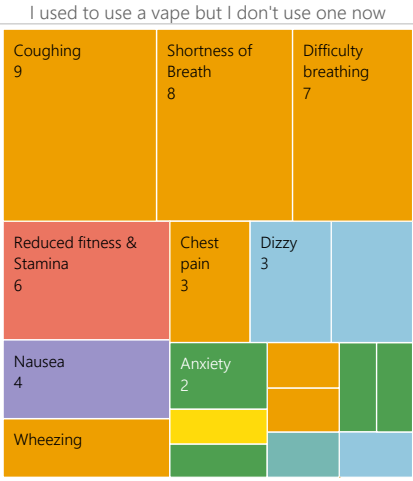 I used to use a vape but I don't use one now
Coughing
9
Shortness of
Breath
8
Difficulty
breathing
7
Reduced fitness &
Stamina
6
Chest
pain
3
Dizzy
3
Nausea
4
Anxiety
2
Wheezing